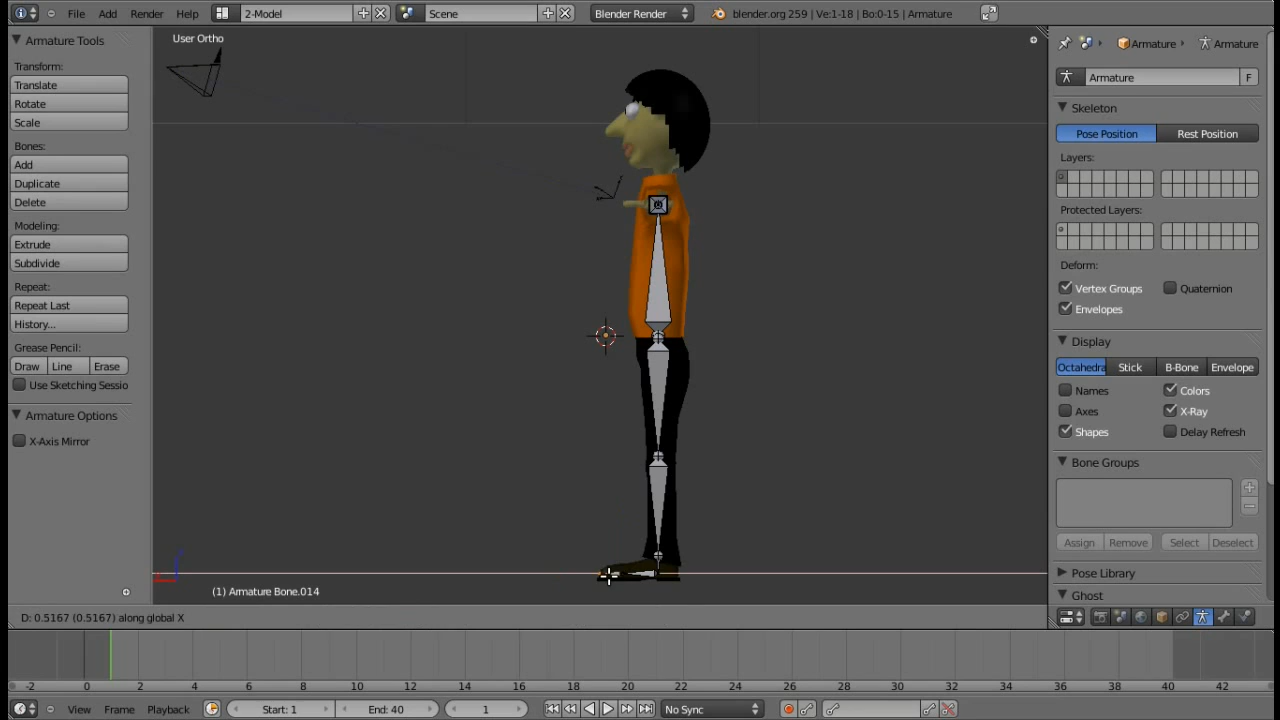 File Add Render Help 2-Model Scene Blender Render blender.org 259 | Ve:1-18 | Bo:0-15 | Armature
Armature Tools
Transform:
Translate
Rotate
Scale
Bones:
Add
Duplicate
Delete
Modeling:
Extrude
Subdivide
Repeat:
Repeat Last
History...
Grease Pencil:
Draw Line Erase
Use Sketching Sessio
Armature Options
X-Axis Mirror
User Ortho
(1) Armature Bone.014
D: 0.5167 (0.5167) along global X
Armature Armature
Armature F
Skeleton
Pose Position Rest Position
Layers:
Protected Layers:
Deform:
Vertex Groups Quaternion
Envelopes
Display
Octahedra Stick B-Bone Envelope
Names Colors
Axes X-Ray
Shapes Delay Refresh
Bone Groups
Assign Remove Select Deselect
Pose Library
Ghost
-2 0 2 4 6 8 10 12 14 16 18 20 22 24 26 28 30 32 34 36 38 40 42
View Frame Playback Start: 1 End: 40 1 No Sync